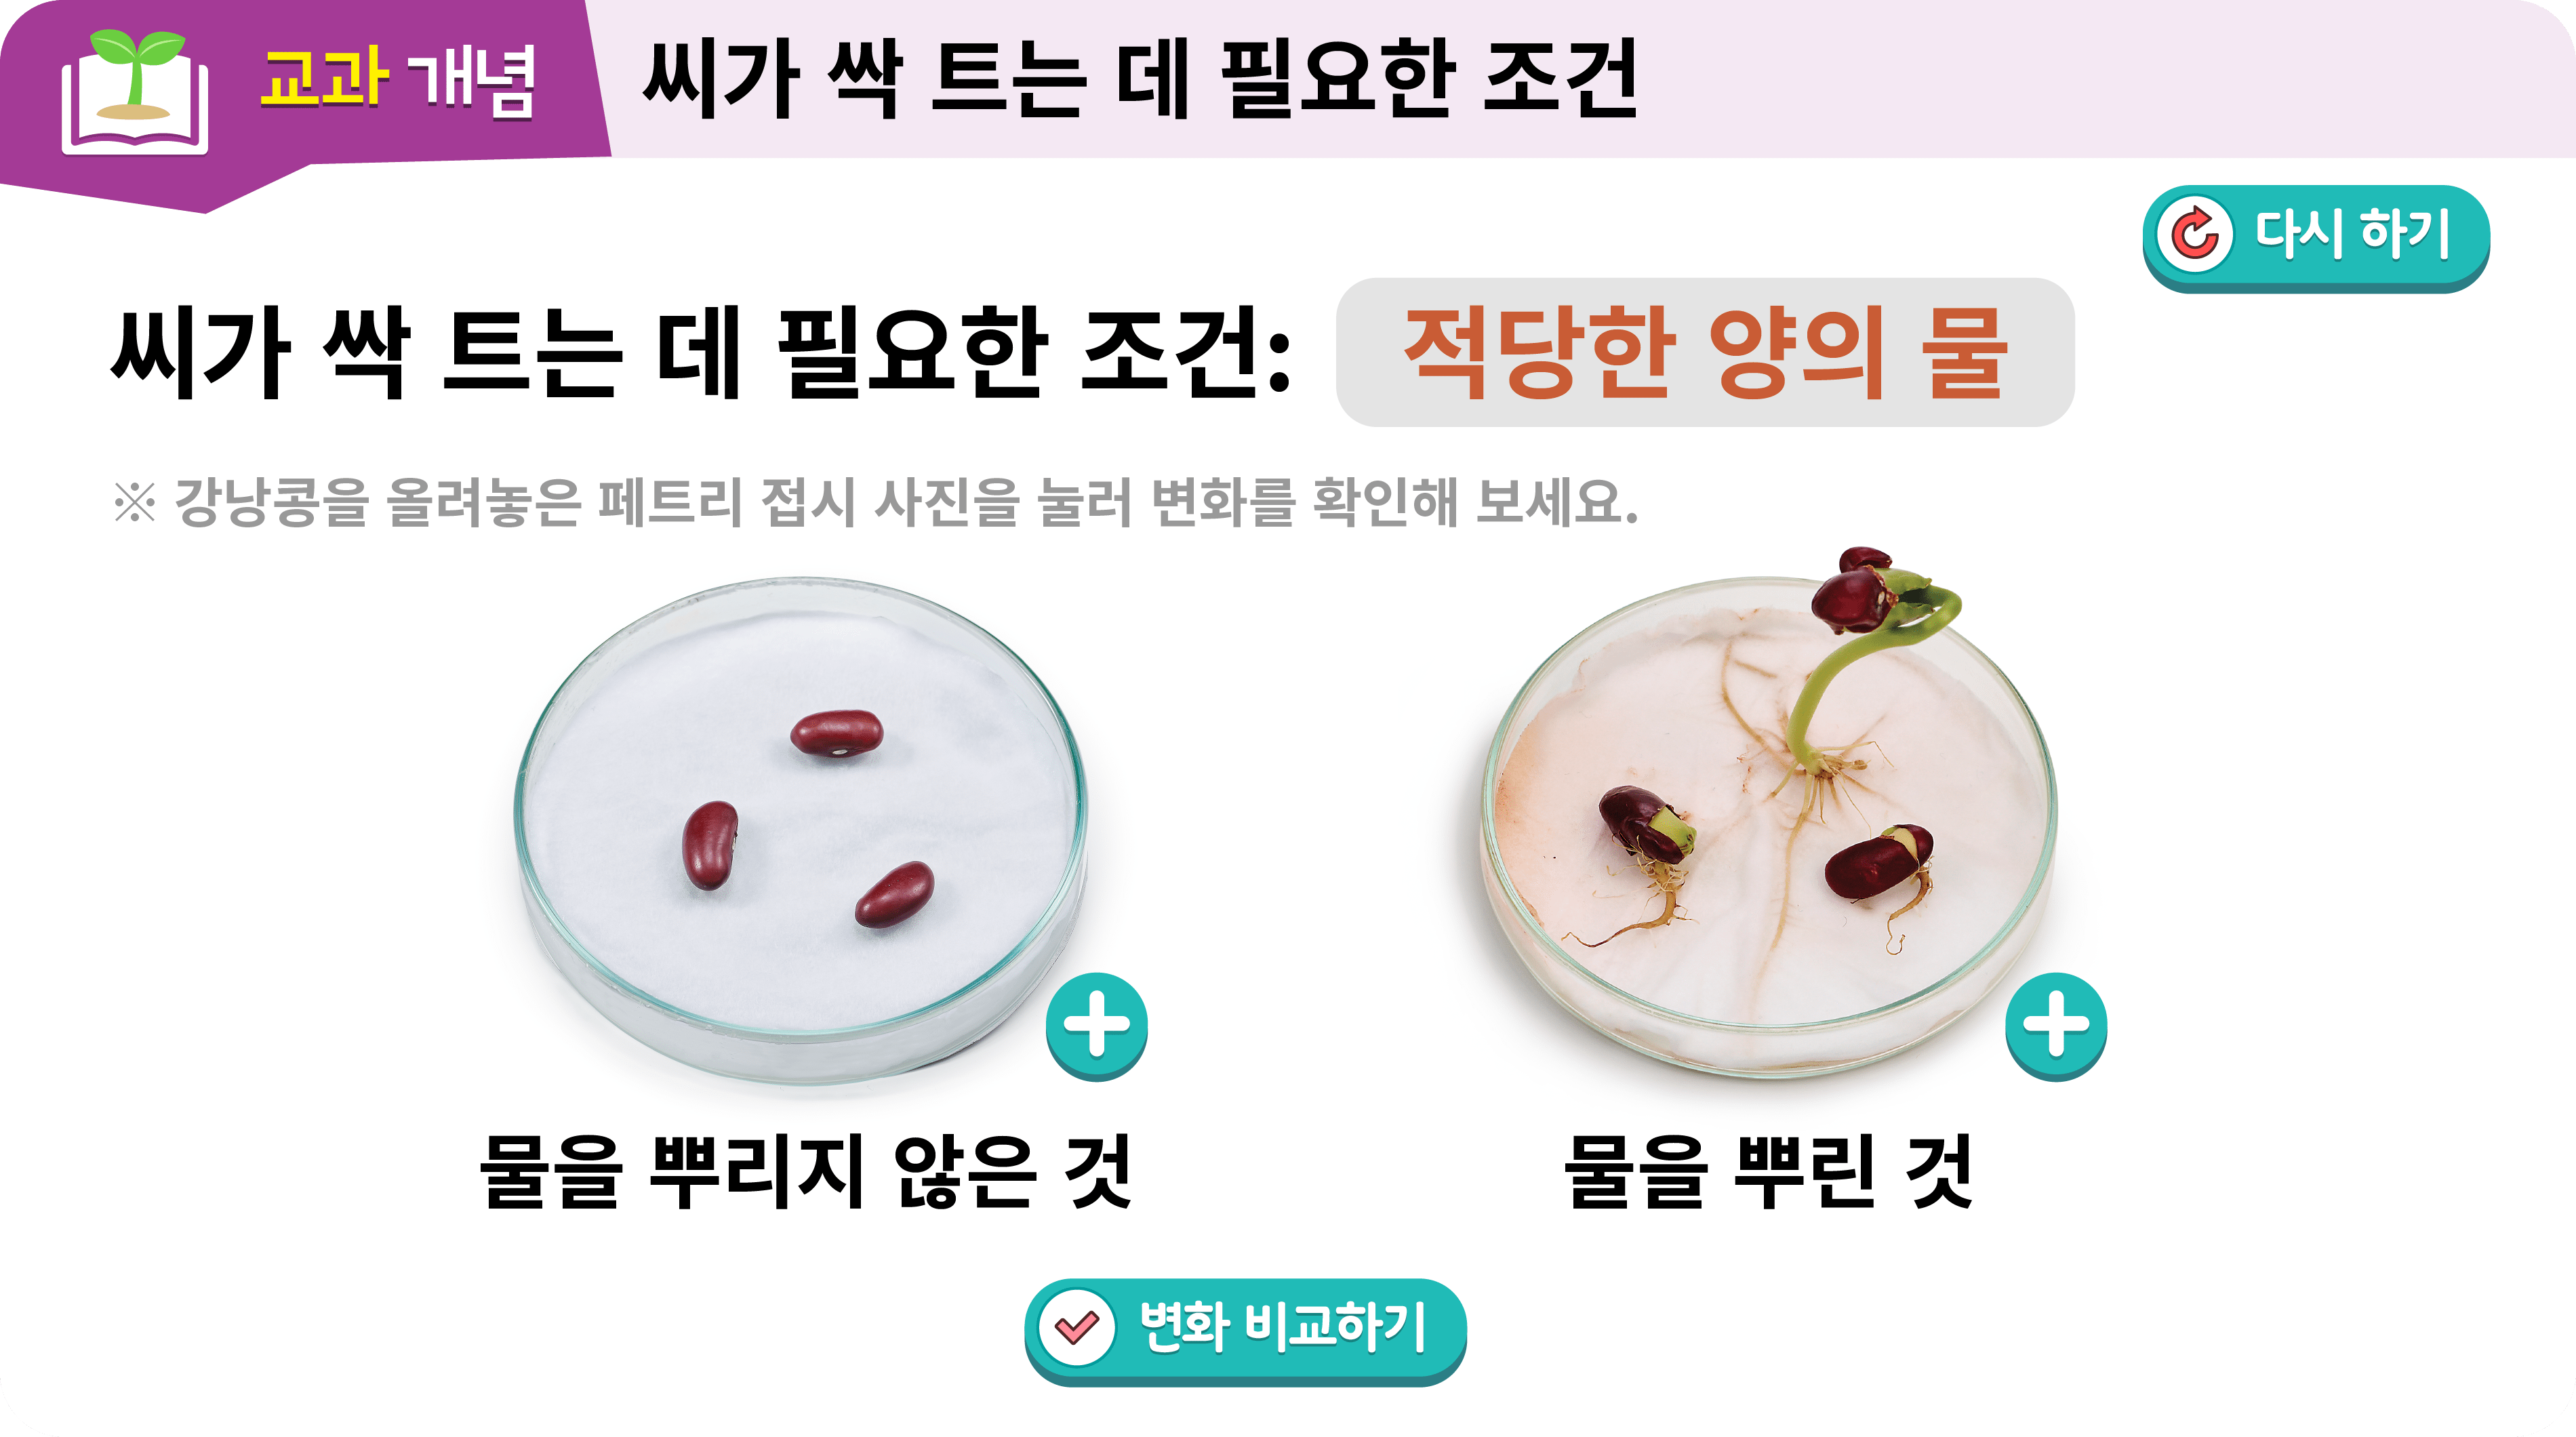 교과 개념
씨가 싹 트는 데 필요한 조건
다시 하기
씨가 싹 트는 데 필요한 조건: 적당한 양의 물
※ 강낭콩을 올려놓은 페트리 접시 사진을 눌러 변화를 확인해 보세요.
물을 뿌리지 않은 것
물을 뿌린 것
변화 비교하기